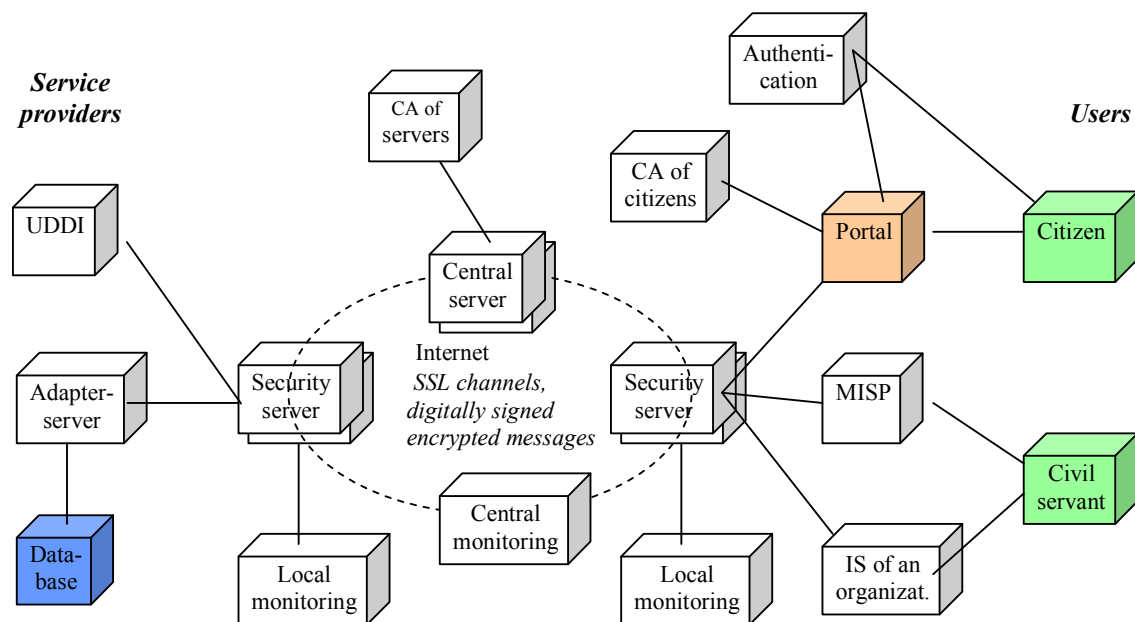 Authenti-
cation
Service
providers
CA of
servers
Users
CA of
citizens
UDDI
Portal
Citizen
Central
server
Internet
SSL channels,
digitally signed
encrypted messages
Adapter-
server
Security
server
Security
server
MISP
Civil
servant
Central
monitoring
Data-
base
Local
monitoring
Local
monitoring
IS of an
organizat.